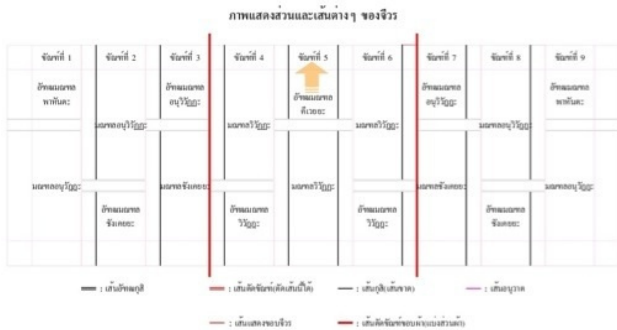 ภาพแสดงส่วนและเส้นต่างๆ ของจีวร
ขัณฑ์ที่ 1 ขัณฑ์ที่ 2 ขัณฑ์ที่ 3 ขัณฑ์ที่ 4 ขัณฑ์ที่ 5 ขัณฑ์ที่ 6 ขัณฑ์ที่ 7 ขัณฑ์ที่ 8 ขัณฑ์ที่ 9
อัฑฒมณฑล อัฑฒมณฑล อัฑฒมณฑล อัฑฒมณฑล อัฑฒมณฑล
พาหันตะ อนุวิวัฏฏะ คีเวยยะ อนุวิวัฏฏะ พาหันตะ
มณฑลอนุวิวัฏฏะ มณฑลวิวัฏฏะ มณฑลวิวัฏฏะ มณฑลอนุวิวัฏฏะ
มณฑลอนุวิวัฏฏะ มณฑลชังเคยยะ มณฑลวิวัฏฏะ มณฑลชังเคยยะ มณฑลอนุวิวัฏฏะ
อัฑฒมณฑล อัฑฒมณฑล อัฑฒมณฑล อัฑฒมณฑล
ชังเคยยะ วิวัฏฏะ วิวัฏฏะ ชังเคยยะ
: เส้นอัฑฒกุสิ : เส้นตัดขัณฑ์(ตัดเส้นนี้ได้) : เส้นกุสิ(เส้นขาด) : เส้นอนุวาต
: เส้นแสดงขอบจีวร : เส้นตัดขัณฑ์ขอบผ้า(แบ่งส่วนผ้า)